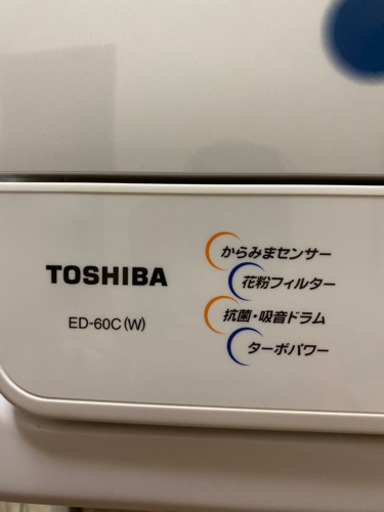 TOSHIBA
ED-60C(W)
からみまセンサー
花粉フィルター
抗菌・吸音ドラム
ターボパワー